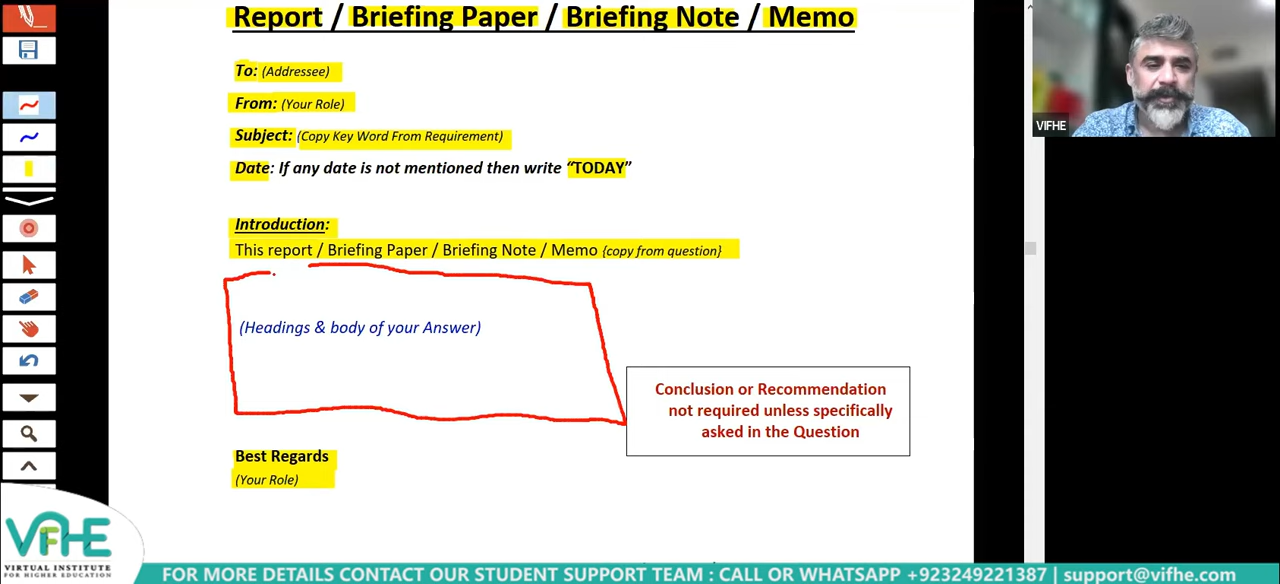 Report / Briefing Paper / Briefing Note / Memo
To: (Addressee)
From: (Your Role)
Subject: (Copy Key Word From Requirement)
Date: If any date is not mentioned then write “TODAY”
Introduction:
This report / Briefing Paper / Briefing Note / Memo {copy from question}
(Headings & body of your Answer)
Conclusion or Recommendation
not required unless specifically
asked in the Question
Best Regards
(Your Role)
VIFHE
VIFHE
VIRTUAL INSTITUTE
FOR HIGHER EDUCATION
FOR MORE DETAILS CONTACT OUR STUDENT SUPPORT TEAM : CALL OR WHATSAPP +923249221387 | support@vifhe.com